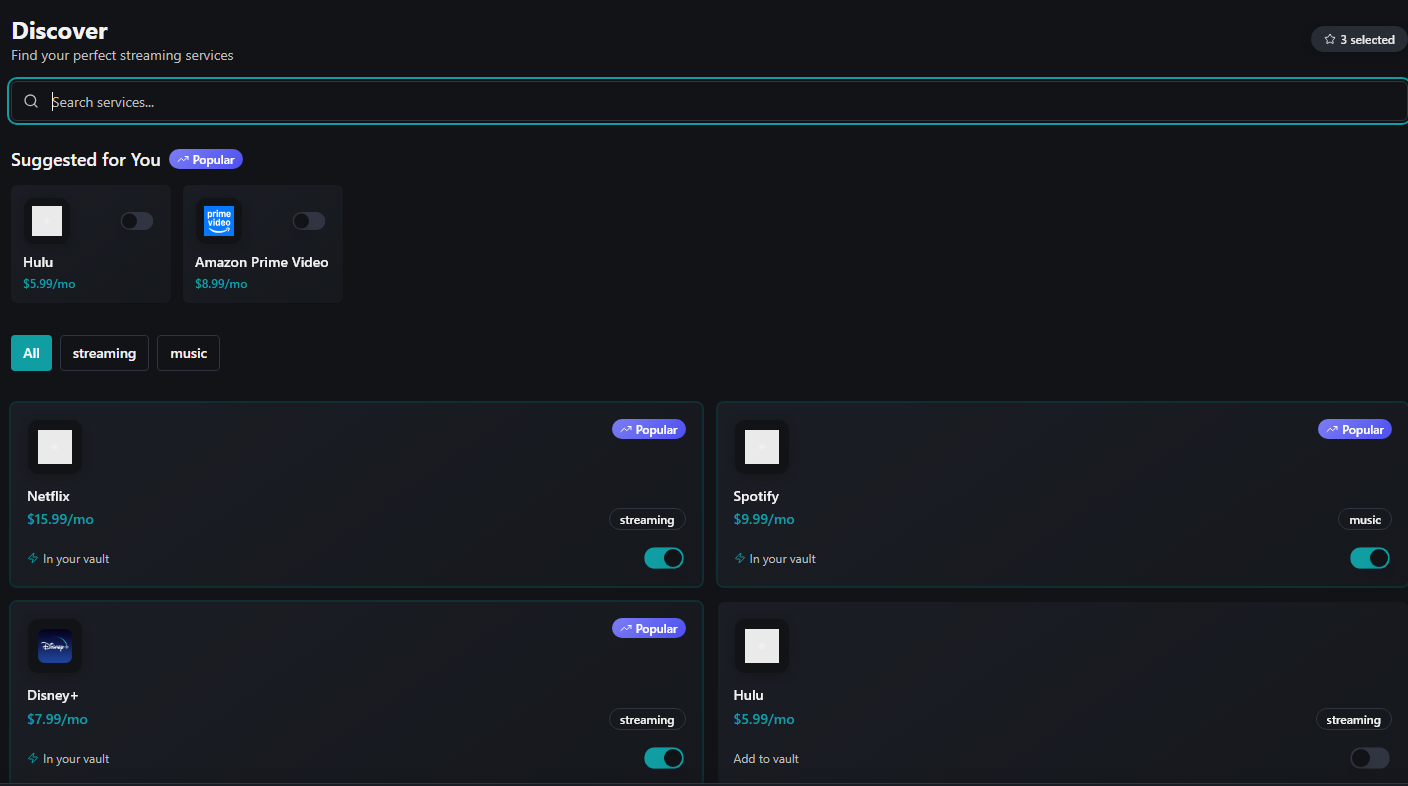 Discover
Find your perfect streaming services
3 selected
Search services...
Suggested for You
Popular
prime
video
Hulu
$5.99/mo
Amazon Prime Video
$8.99/mo
All
streaming
music
Popular
Netflix
$15.99/mo
streaming
In your vault
Popular
Spotify
$9.99/mo
music
In your vault
Disney+
Popular
Disney+
$7.99/mo
streaming
In your vault
Hulu
$5.99/mo
streaming
Add to vault